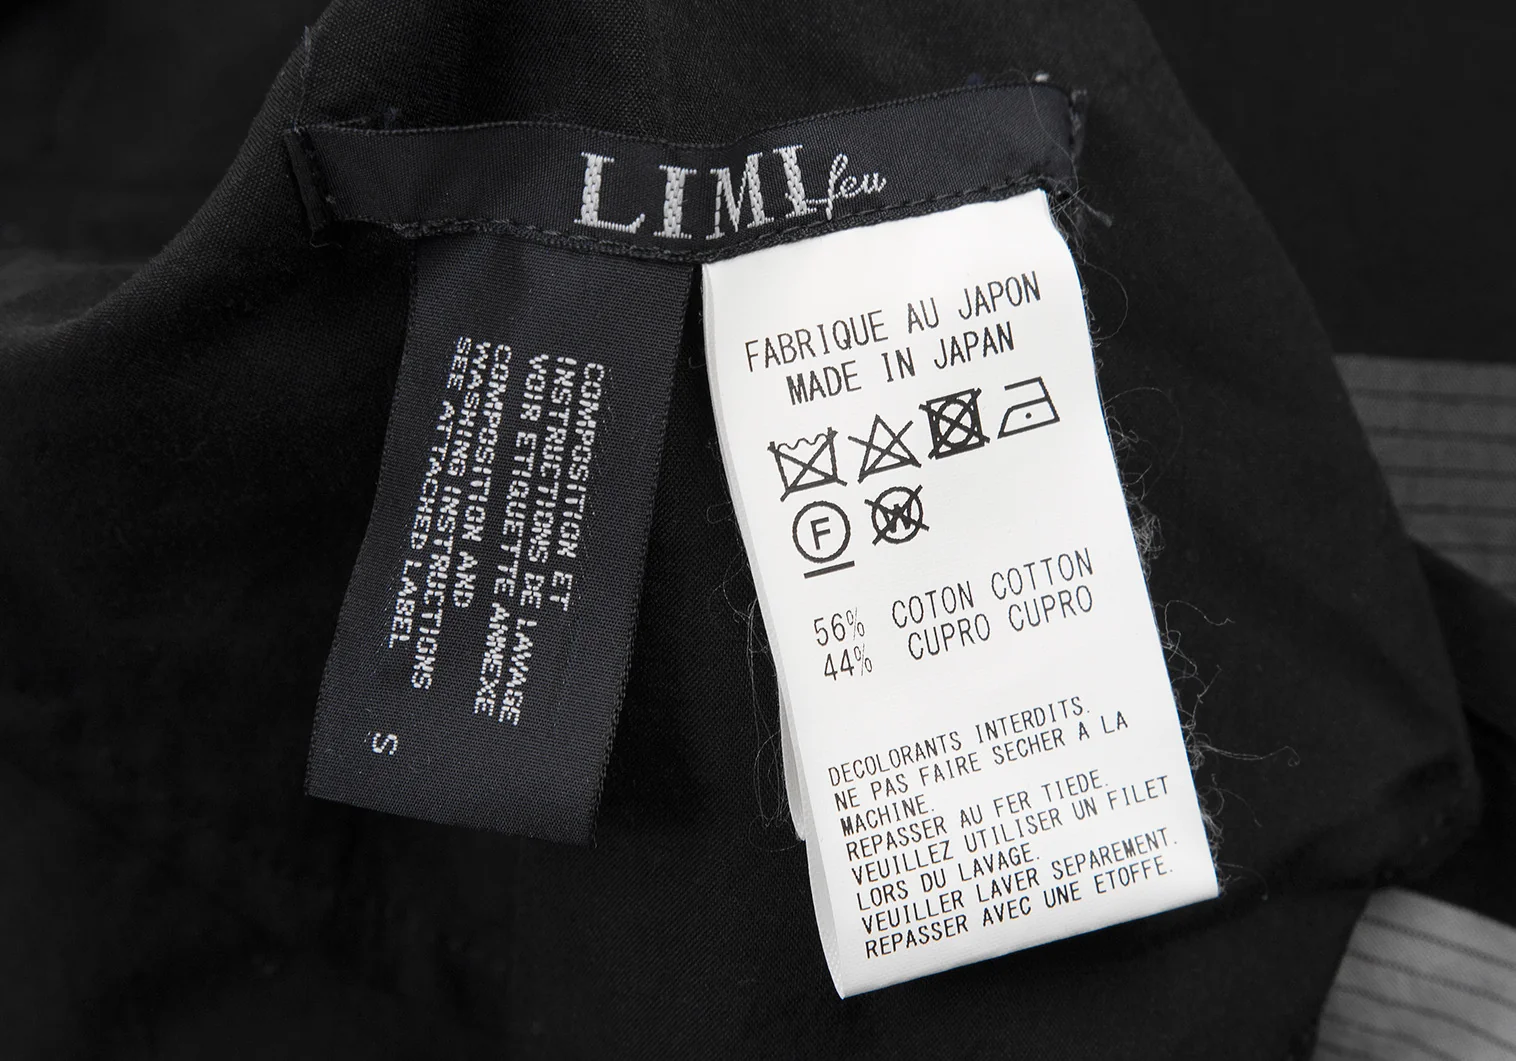 LIMI feu
COMPOSITION ET
INSTRUCTIONS DE LAVAGE
VOIR ETIQUETTE ANNEXE
COMPOSITION AND
WASHING INSTRUCTIONS
SEE ATTACHED LABEL
S
FABRIQUE AU JAPON
MADE IN JAPAN
F W
56% COTON COTTON
44% CUPRO CUPRO
DECOLORANTS INTERDITS.
NE PAS FAIRE SECHER A LA
MACHINE.
REPASSER AU FER TIEDE.
VEUILLEZ UTILISER UN FILET
LORS DU LAVAGE.
VEUILLER LAVER SEPAREMENT.
REPASSER AVEC UNE ETOFFE.